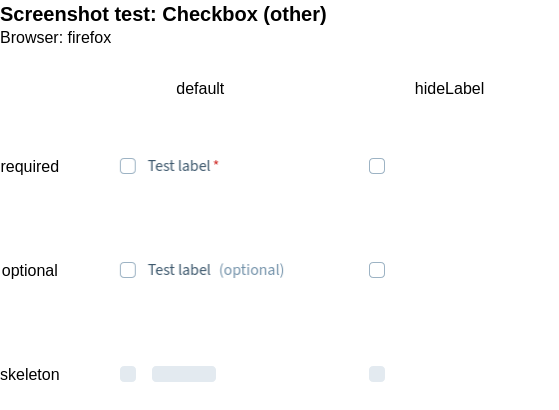 Screenshot test: Checkbox (other)
Browser: firefox
default hideLabel
required Test label *
optional Test label (optional)
skeleton